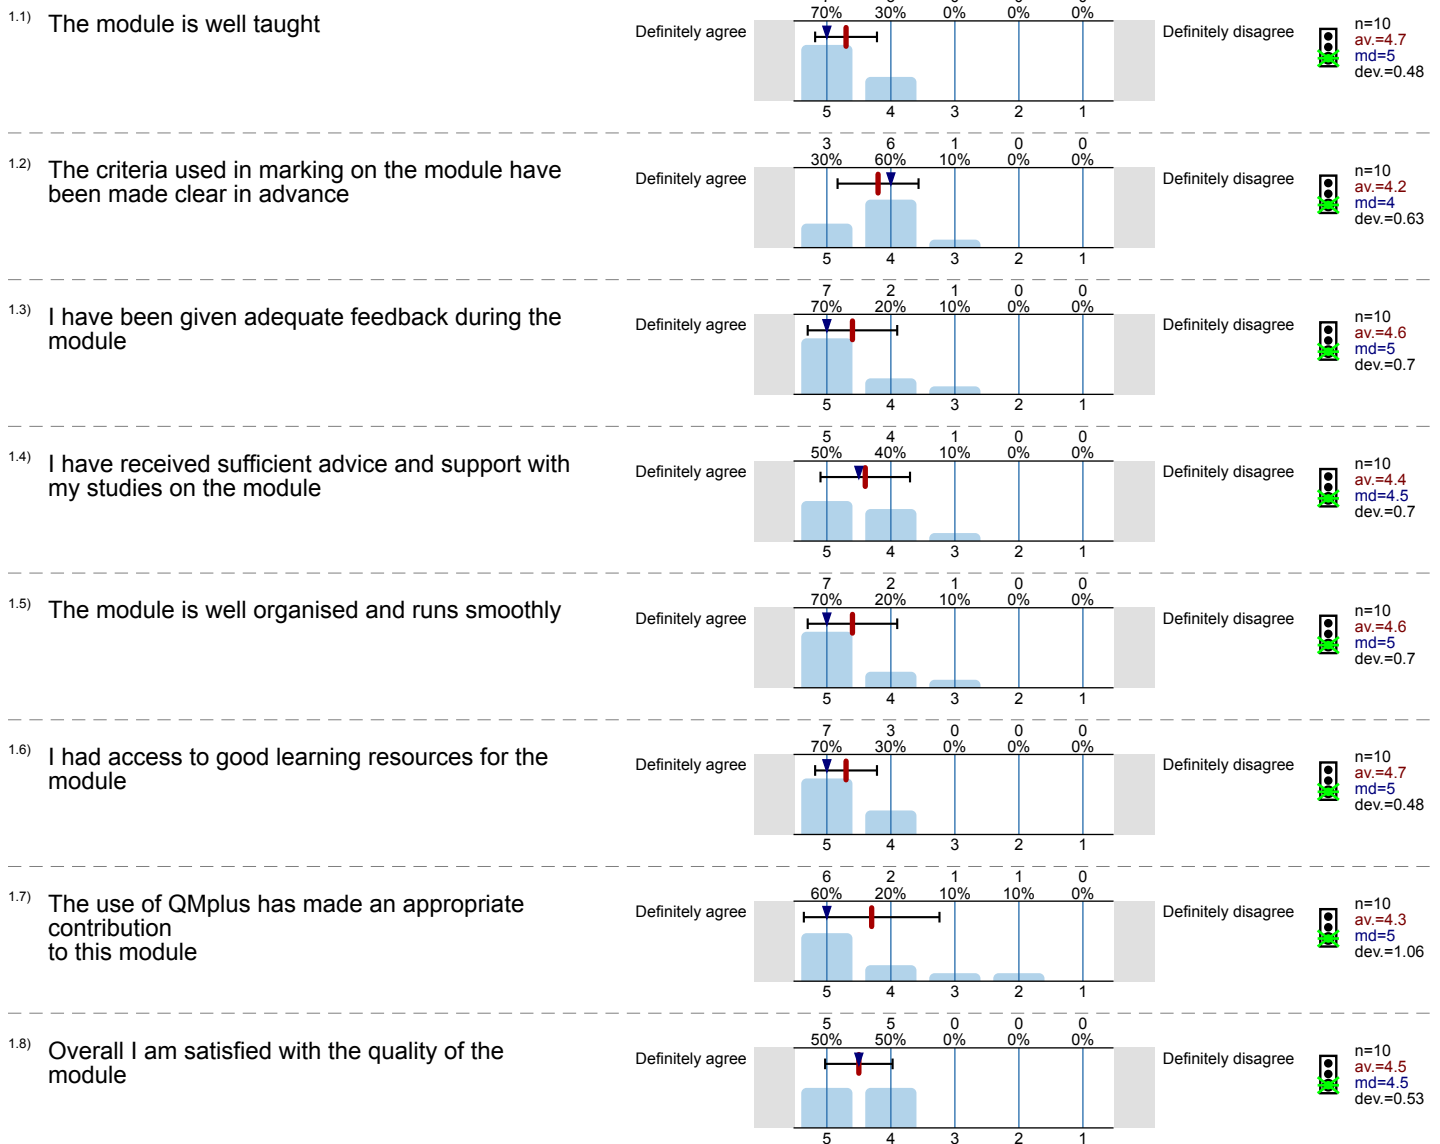 70% 30% 0% 0% 0%
1.1) The module is well taught
Definitely agree
Definitely disagree
n=10
av.=4.7
md=5
dev.=0.48
5 4 3 2 1
3 6 1 0 0
30% 60% 10% 0% 0%
1.2) The criteria used in marking on the module have
been made clear in advance
Definitely agree
Definitely disagree
n=10
av.=4.2
md=4
dev.=0.63
5 4 3 2 1
7 2 1 0 0
70% 20% 10% 0% 0%
1.3) I have been given adequate feedback during the
module
Definitely agree
Definitely disagree
n=10
av.=4.6
md=5
dev.=0.7
5 4 3 2 1
5 4 1 0 0
50% 40% 10% 0% 0%
1.4) I have received sufficient advice and support with
my studies on the module
Definitely agree
Definitely disagree
n=10
av.=4.4
md=4.5
dev.=0.7
5 4 3 2 1
7 2 1 0 0
70% 20% 10% 0% 0%
1.5) The module is well organised and runs smoothly
Definitely agree
Definitely disagree
n=10
av.=4.6
md=5
dev.=0.7
5 4 3 2 1
7 3 0 0 0
70% 30% 0% 0% 0%
1.6) I had access to good learning resources for the
module
Definitely agree
Definitely disagree
n=10
av.=4.7
md=5
dev.=0.48
5 4 3 2 1
6 2 1 1 0
60% 20% 10% 10% 0%
1.7) The use of QMplus has made an appropriate
contribution
to this module
Definitely agree
Definitely disagree
n=10
av.=4.3
md=5
dev.=1.06
5 4 3 2 1
5 5 0 0 0
50% 50% 0% 0% 0%
1.8) Overall I am satisfied with the quality of the
module
Definitely agree
Definitely disagree
n=10
av.=4.5
md=4.5
dev.=0.53
5 4 3 2 1